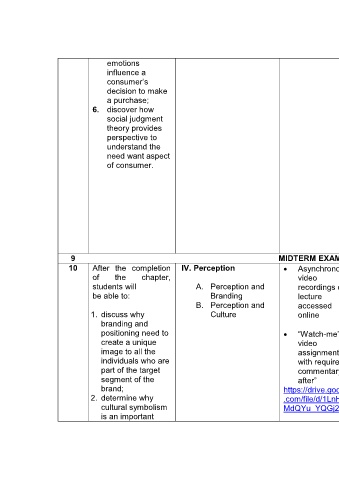 emotions
influence a
consumer's
decision to make
a purchase;
6. discover how
social judgment
theory provides
perspective to
understand the
need want aspect
of consumer.
9 MIDTERM EXAM
10 After the completion
of the chapter,
students will
be able to:
1. discuss why
branding and
positioning need to
create a unique
image to all the
individuals who are
part of the target
segment of the
brand;
2. determine why
cultural symbolism
is an important
IV. Perception
A. Perception and
Branding
B. Perception and
Culture
• Asynchrono
video
recordings o
lecture
accessed
online
• "Watch-me"
video
assignment
with require
commentar
after"
https://drive.goo
.com/file/d/1LnH
MdQYu_YQGj2